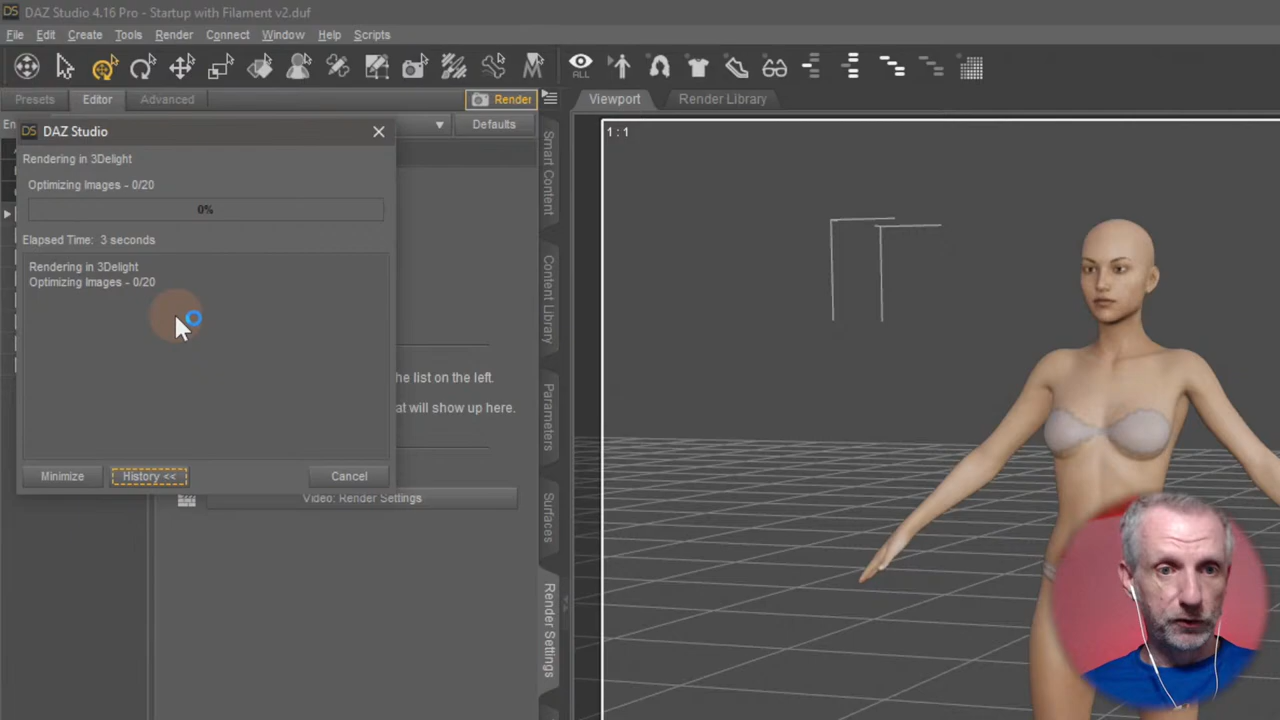 DS DAZ Studio 4.16 Pro - Startup with Filament v2.duf
File Edit Create Tools Render Connect Window Help Scripts
ALL
Presets Editor Advanced Render Viewport Render Library
En Defaults
DS DAZ Studio
1 : 1
Rendering in 3Delight
Optimizing Images - 0/20
0%
Elapsed Time: 3 seconds
Rendering in 3Delight
Optimizing Images - 0/20
he list on the left.
at will show up here.
Minimize History << Cancel
Video: Render Settings
Smart Content
Content Library
Parameters
Surfaces
Render Settings